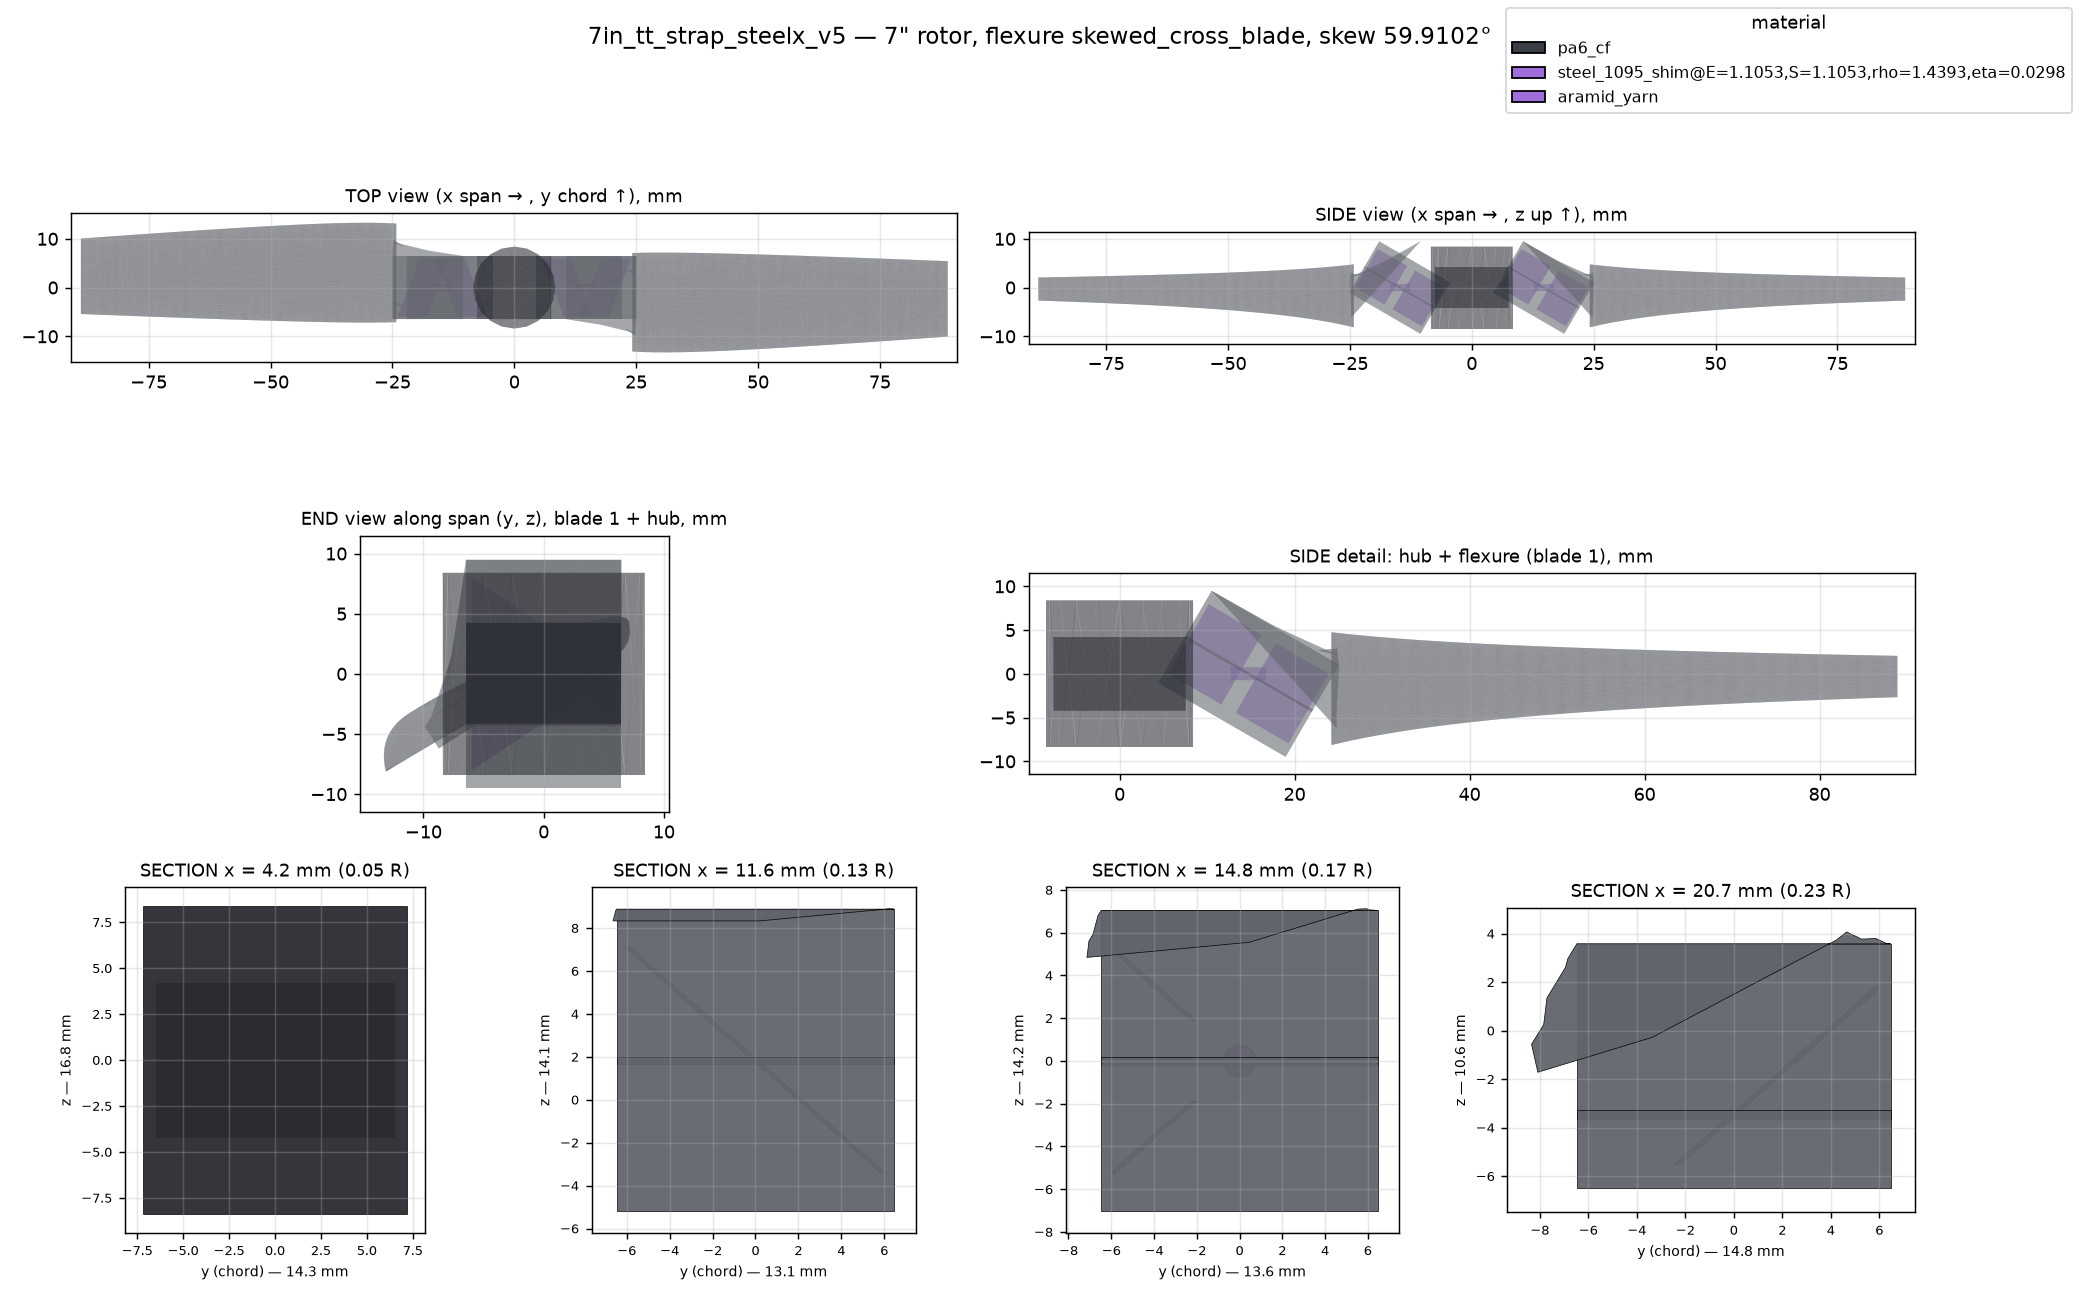 7in_tt_strap_steelx_v5 — 7" rotor, flexure skewed_cross_blade, skew 59.9102°
material
pa6_cf
steel_1095_shim@E=1.1053,S=1.1053,rho=1.4393,eta=0.0298
aramid_yarn
TOP view (x span → , y chord ↑), mm
10
0
−10
−75 −50 −25 0 25 50 75
SIDE view (x span → , z up ↑), mm
10
0
−10
−75 −50 −25 0 25 50 75
END view along span (y, z), blade 1 + hub, mm
10
5
0
−5
−10
−10 0 10
SIDE detail: hub + flexure (blade 1), mm
10
5
0
−5
−10
0 20 40 60 80
SECTION x = 4.2 mm (0.05 R)
z — 16.8 mm
7.5
5.0
2.5
0.0
−2.5
−5.0
−7.5
−7.5 −5.0 −2.5 0.0 2.5 5.0 7.5
y (chord) — 14.3 mm
SECTION x = 11.6 mm (0.13 R)
z — 14.1 mm
8
6
4
2
0
−2
−4
−6
−6 −4 −2 0 2 4 6
y (chord) — 13.1 mm
SECTION x = 14.8 mm (0.17 R)
z — 14.2 mm
8
6
4
2
0
−2
−4
−6
−8
−8 −6 −4 −2 0 2 4 6
y (chord) — 13.6 mm
SECTION x = 20.7 mm (0.23 R)
z — 10.6 mm
4
2
0
−2
−4
−6
−8 −6 −4 −2 0 2 4 6
y (chord) — 14.8 mm